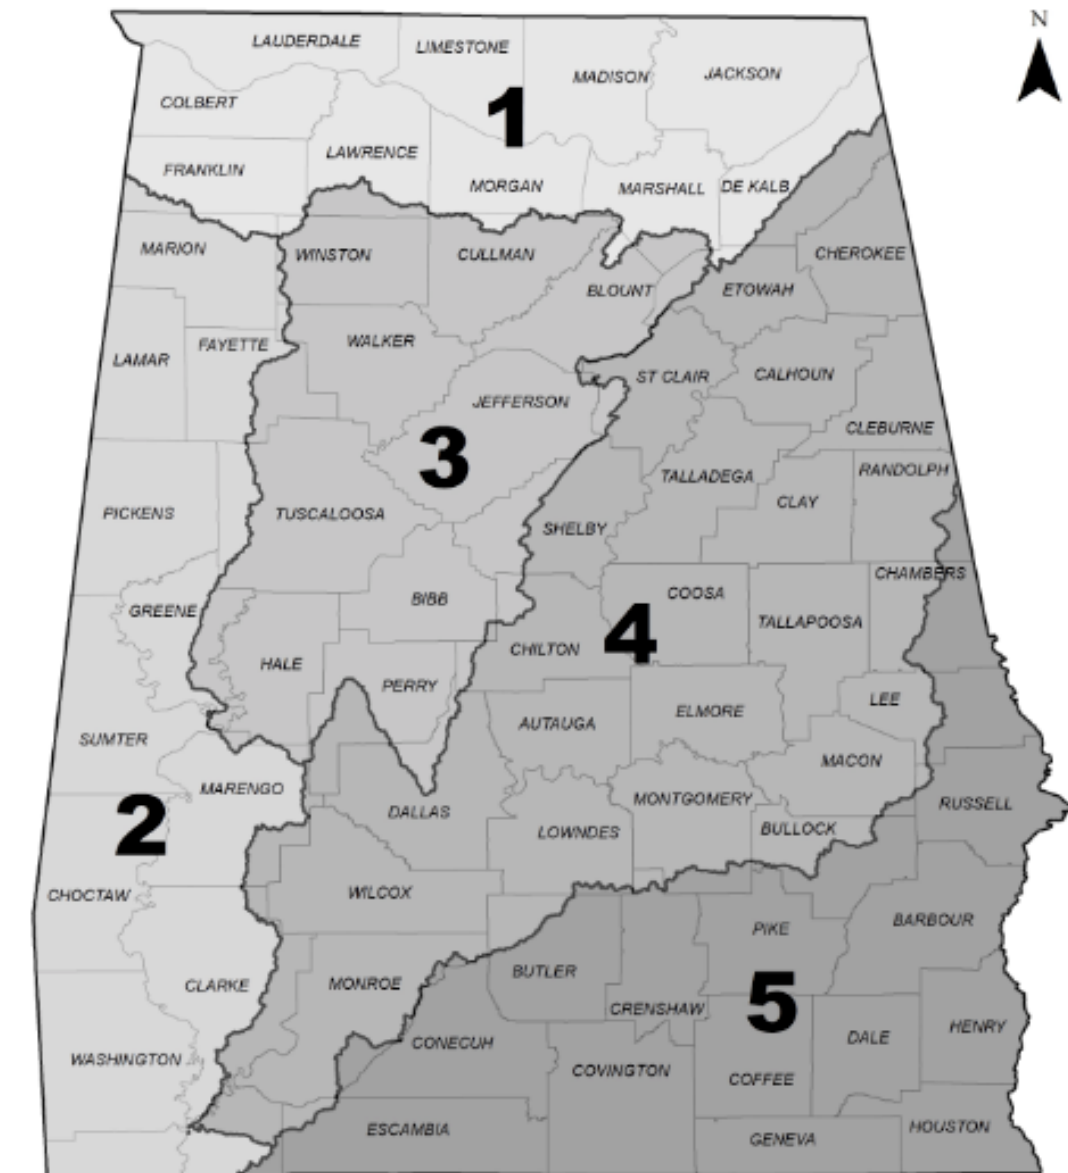 N
LAUDERDALE
LIMESTONE
MADISON
JACKSON
COLBERT
1
LAWRENCE
FRANKLIN
MORGAN
MARSHALL
DE KALB
MARION
WINSTON
CULLMAN
CHEROKEE
BLOUNT
ETOWAH
LAMAR
FAYETTE
WALKER
ST CLAIR
CALHOUN
JEFFERSON
CLEBURNE
3
RANDOLPH
TALLADEGA
CLAY
PICKENS
TUSCALOOSA
SHELBY
CHAMBERS
COOSA
BIBB
GREENE
TALLAPOOSA
4
CHILTON
HALE
PERRY
LEE
ELMORE
AUTAUGA
SUMTER
MACON
MARENGO
MONTGOMERY
RUSSELL
DALLAS
2
LOWNDES
BULLOCK
CHOCTAW
WILCOX
BARBOUR
PIKE
BUTLER
CLARKE
MONROE
5
CRENSHAW
HENRY
DALE
CONECUH
WASHINGTON
COVINGTON
COFFEE
ESCAMBIA
HOUSTON
GENEVA